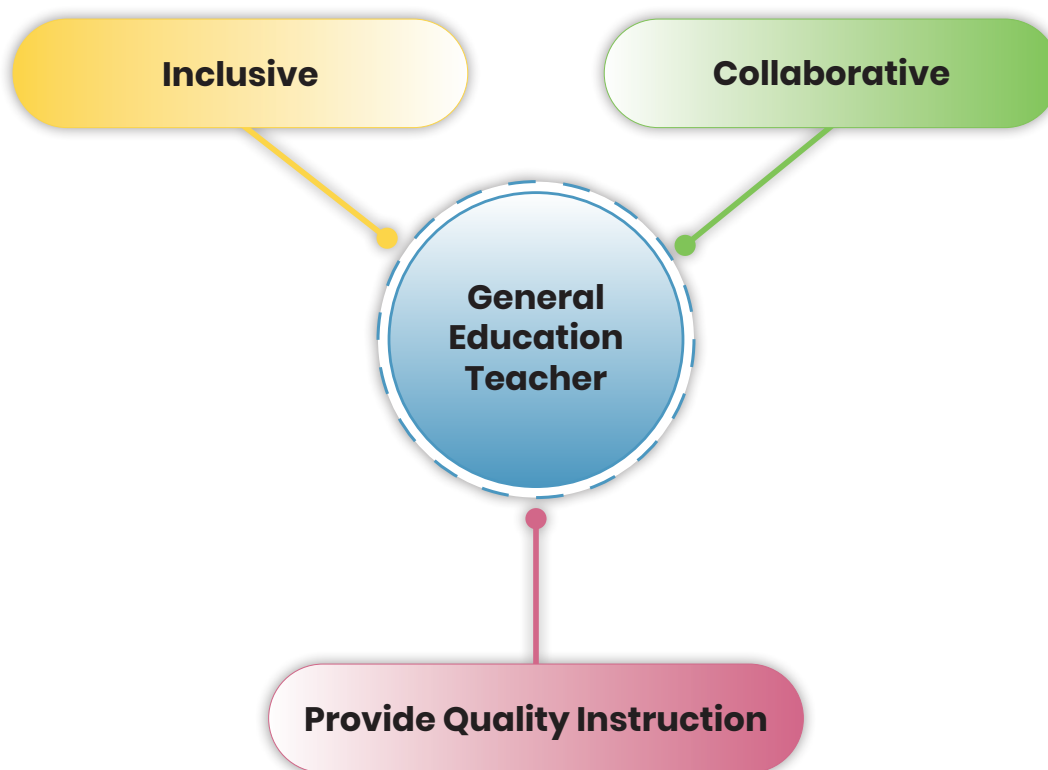 Inclusive
Collaborative
General
Education
Teacher
Provide Quality Instruction